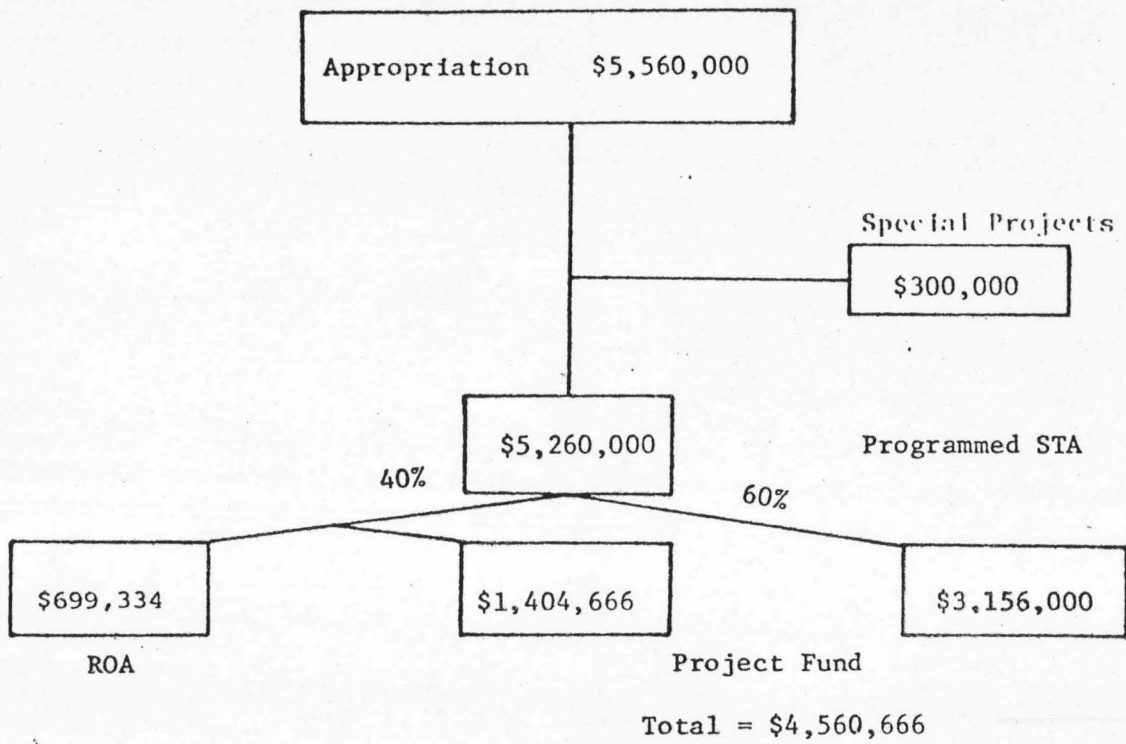 Appropriation $5,560,000
Special Projects
$300,000
$5,260,000
Programmed STA
40%
60%
$699,334
$1,404,666
$3,156,000
ROA
Project Fund
Total = $4,560,666